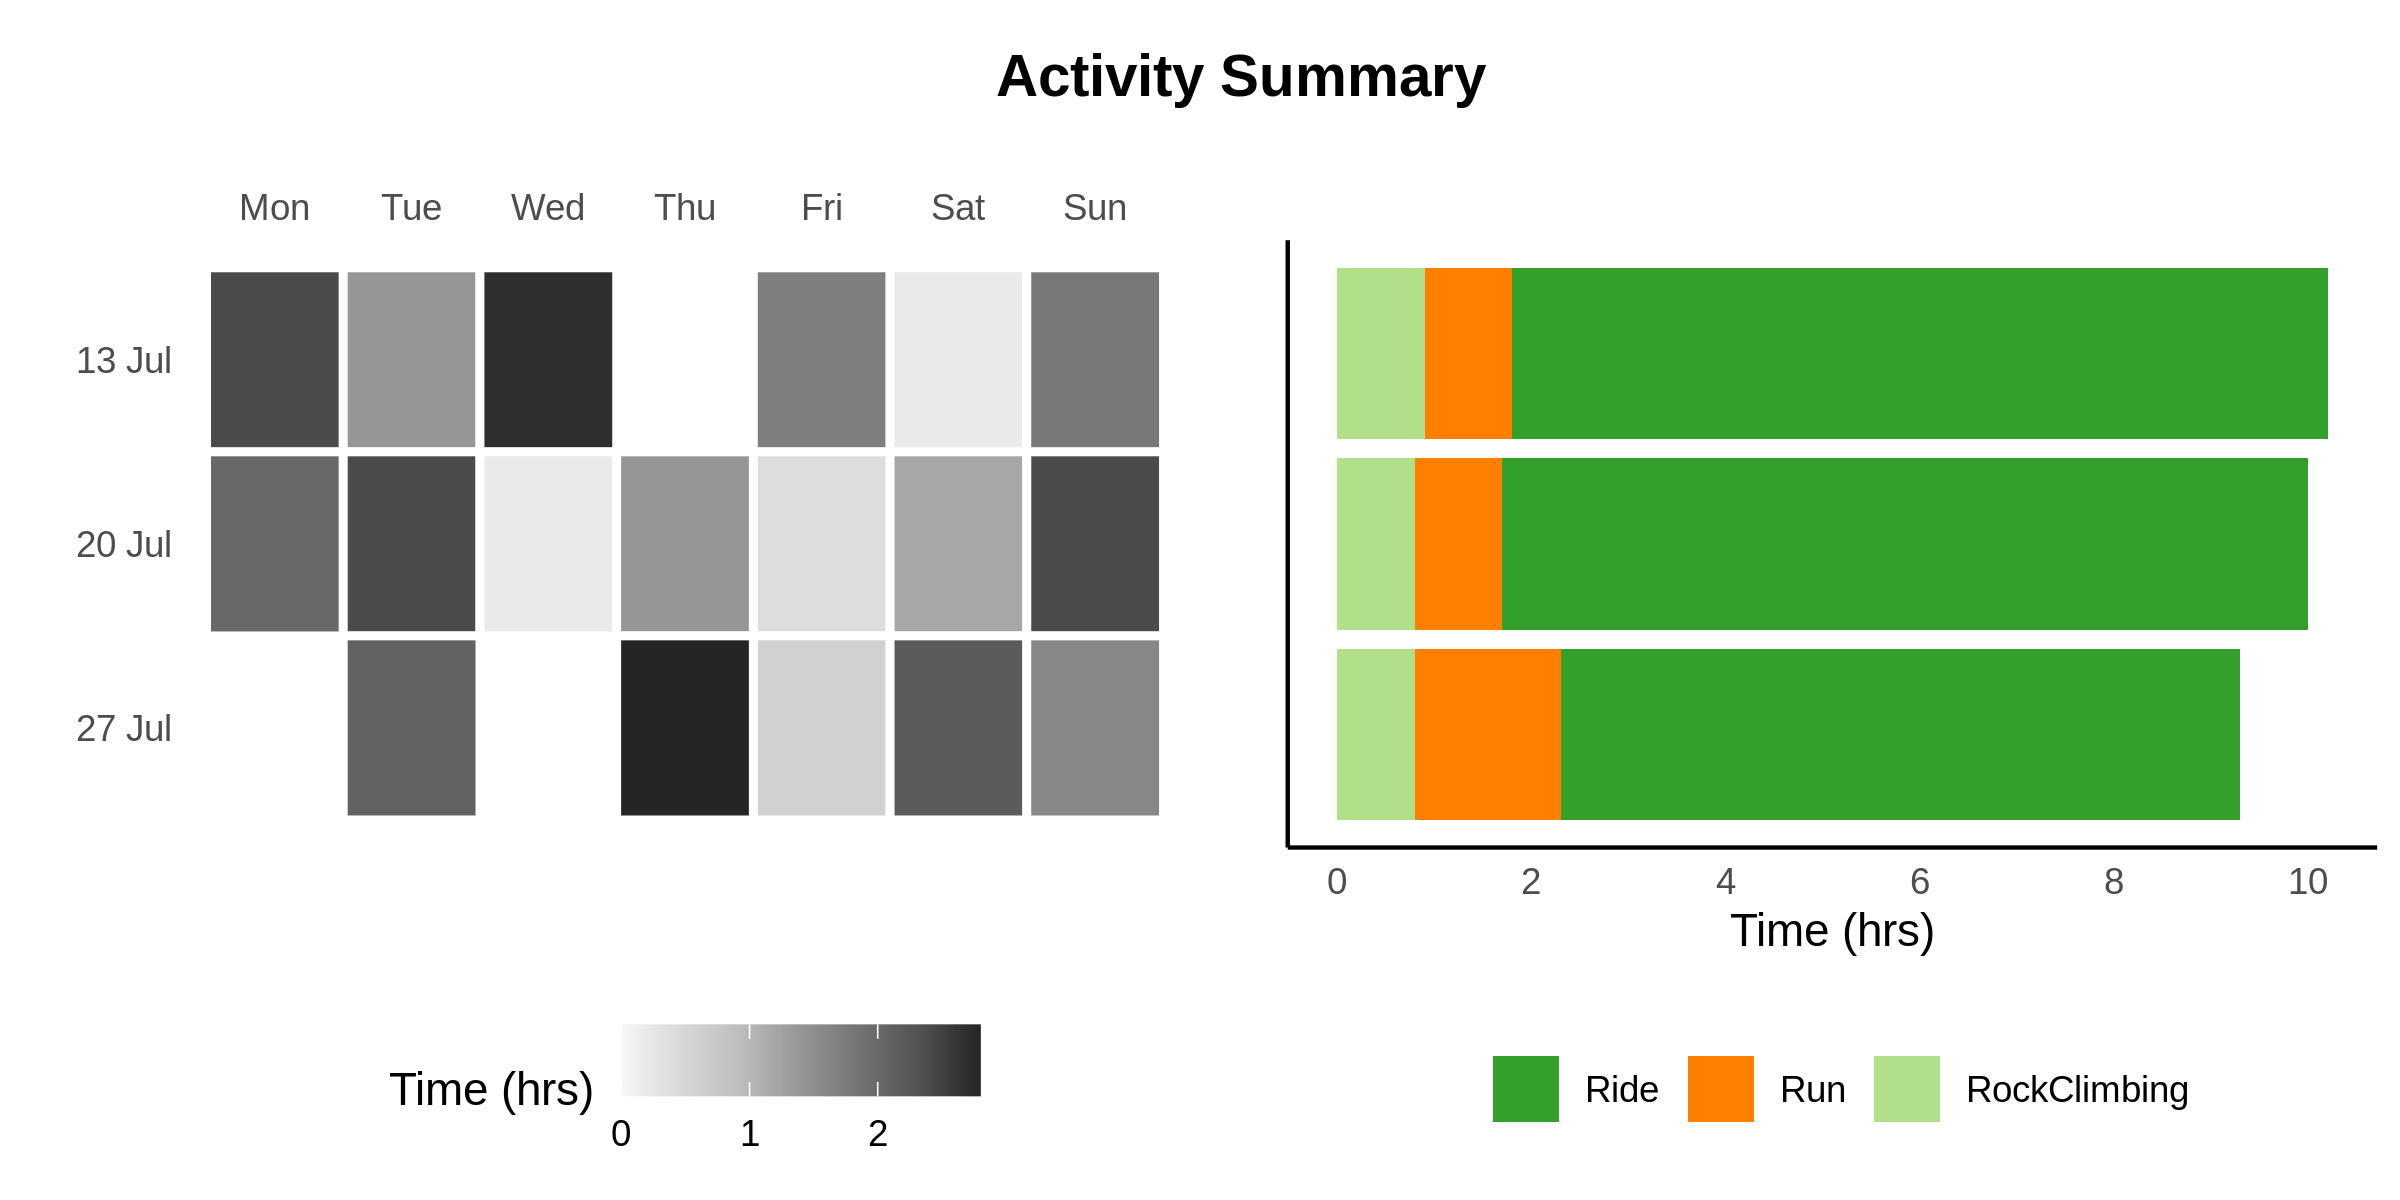 Activity Summary
Mon Tue Wed Thu Fri Sat Sun
13 Jul
20 Jul
27 Jul
Time (hrs)
0 1 2
0 2 4 6 8 10
Time (hrs)
Ride Run RockClimbing